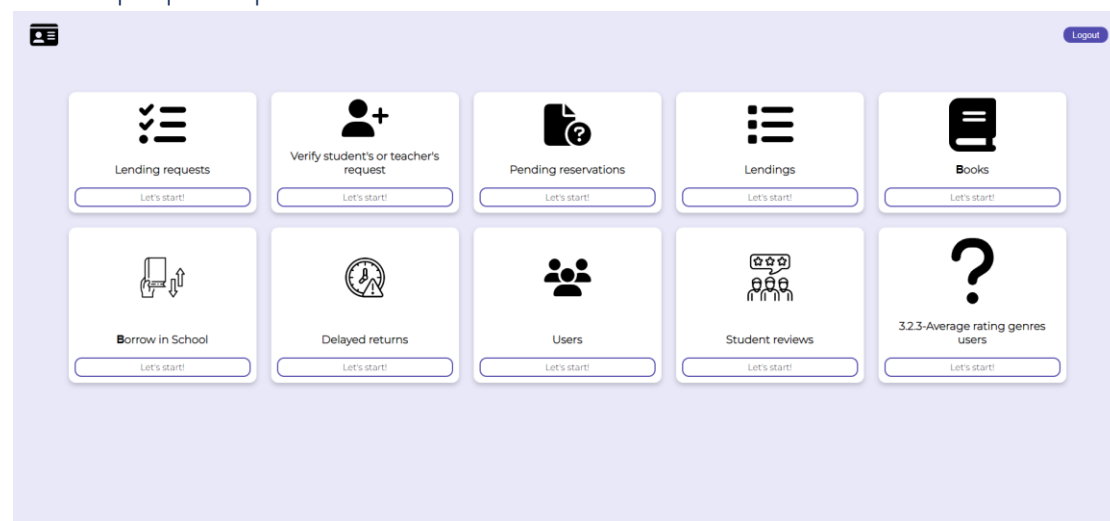 Logout
Lending requests
Let's start!
Verify student's or teacher's
request
Let's start!
Pending reservations
Let's start!
Lendings
Let's start!
Books
Let's start!
Borrow in School
Let's start!
Delayed returns
Let's start!
Users
Let's start!
Student reviews
Let's start!
3.2.3-Average rating genres
users
Let's start!